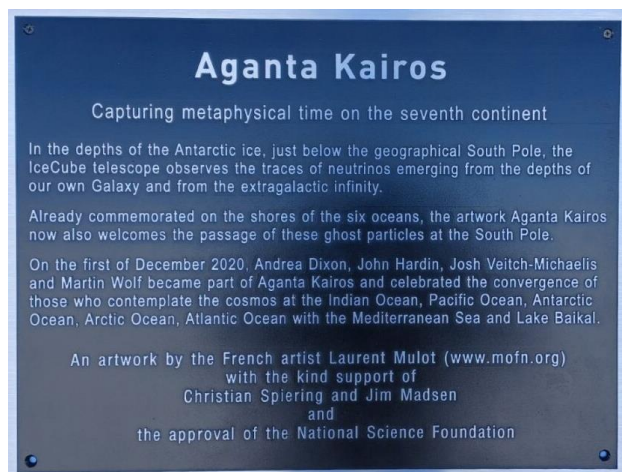 Aganta Kairos
Capturing metaphysical time on the seventh continent
In the depths of the Antarctic ice, just below the geographical South Pole, the
IceCube telescope observes the traces of neutrinos emerging from the depths of
our own Galaxy and from the extragalactic infinity.
Already commemorated on the shores of the six oceans, the artwork Aganta Kairos
now also welcomes the passage of these ghost particles at the South Pole.
On the first of December 2020, Andrea Dixon, John Hardin, Josh Veitch-Michaelis
and Martin Wolf became part of Aganta Kairos and celebrated the convergence of
those who contemplate the cosmos at the Indian Ocean, Pacific Ocean, Antarctic
Ocean, Arctic Ocean, Atlantic Ocean with the Mediterranean Sea and Lake Baikal.
An artwork by the French artist Laurent Mulot (www.mofn.org)
with the kind support of
Christian Spiering and Jim Madsen
and
the approval of the National Science Foundation